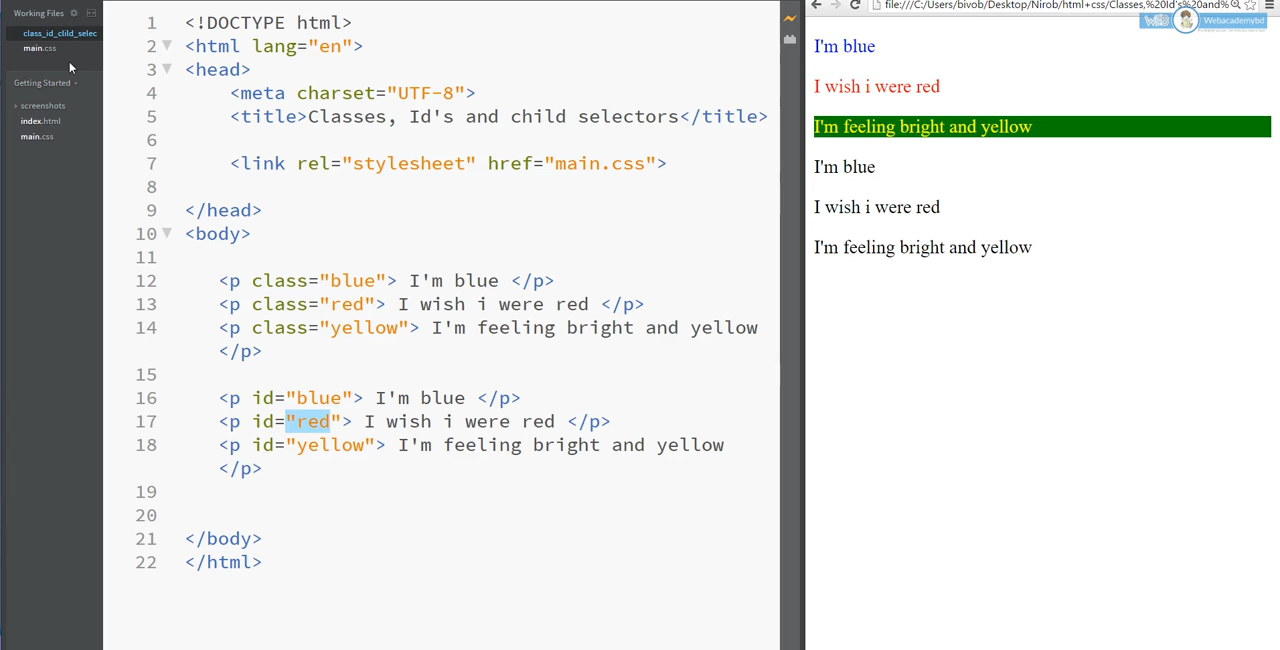 Working Files
class_id_clild_selec
main.css
Getting Started
screenshots
index.html
main.css
1 <!DOCTYPE html>
2 <html lang="en">
3 <head>
4 <meta charset="UTF-8">
5 <title>Classes, Id's and child selectors</title>
6
7 <link rel="stylesheet" href="main.css">
8
9 </head>
10 <body>
11
12 <p class="blue"> I'm blue </p>
13 <p class="red"> I wish i were red </p>
14 <p class="yellow"> I'm feeling bright and yellow
</p>
15
16 <p id="blue"> I'm blue </p>
17 <p id="red"> I wish i were red </p>
18 <p id="yellow"> I'm feeling bright and yellow
</p>
19
20
21 </body>
22 </html>
file:///C:/Users/bivob/Desktop/Nirob/html+css/Classes,%20Id's%20and%
Webacademybd
I'm blue
I wish i were red
I'm feeling bright and yellow
I'm blue
I wish i were red
I'm feeling bright and yellow